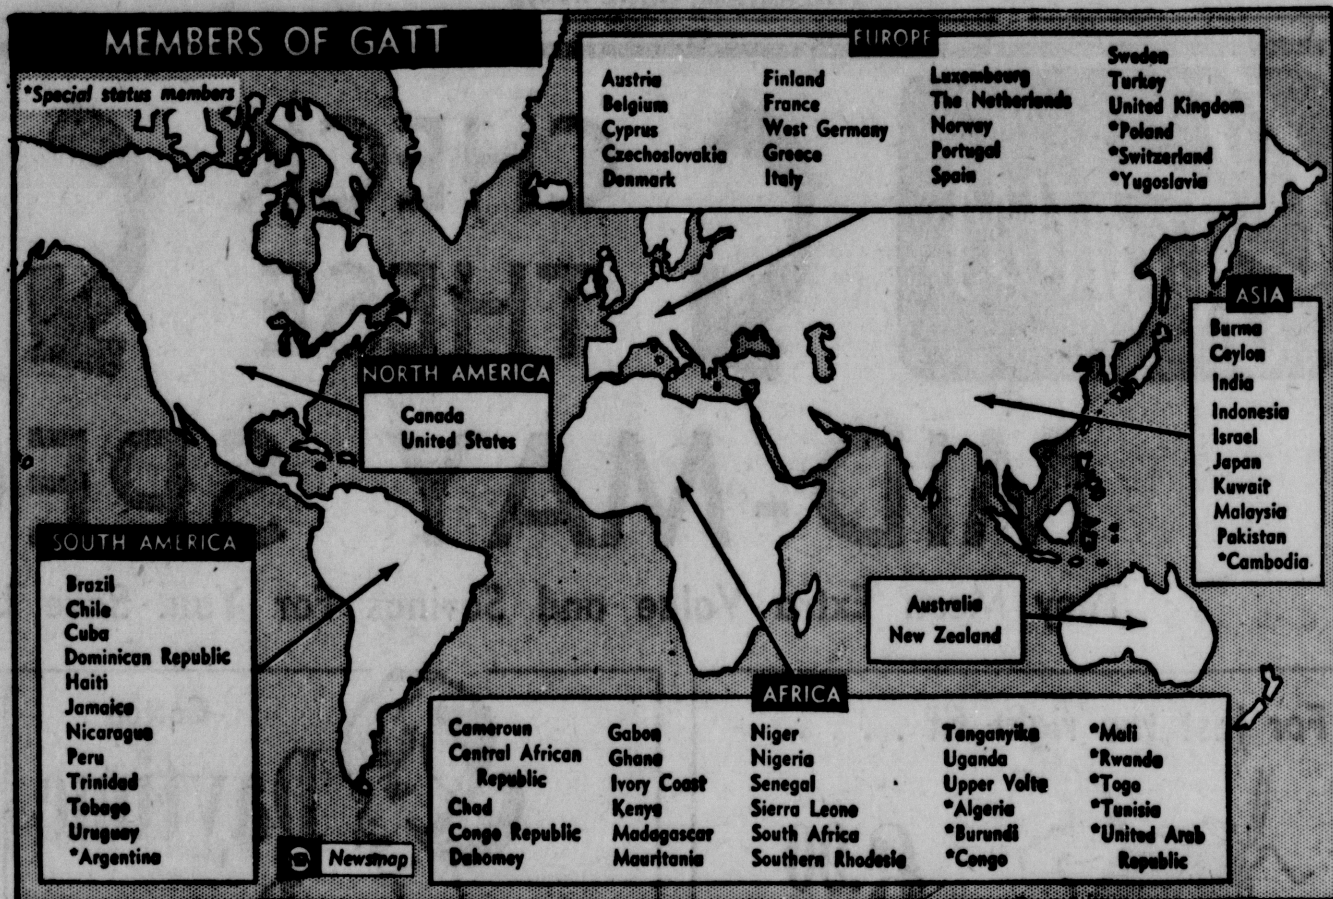 MEMBERS OF GATT
*Special status members
EUROPE
Austria
Belgium
Cyprus
Czechoslovakia
Denmark
Finland
France
West Germany
Greece
Italy
Luxembourg
The Netherlands
Norway
Portugal
Spain
Sweden
Turkey
United Kingdom
*Poland
*Switzerland
*Yugoslavia
NORTH AMERICA
Canada
United States
ASIA
Burma
Ceylon
India
Indonesia
Israel
Japan
Kuwait
Malaysia
Pakistan
*Cambodia
SOUTH AMERICA
Brazil
Chile
Cuba
Dominican Republic
Haiti
Jamaica
Nicaragua
Peru
Trinidad
Tobago
Uruguay
*Argentina
Australia
New Zealand
AFRICA
Cameroun
Central African
Republic
Chad
Congo Republic
Dahomey
Gabon
Ghana
Ivory Coast
Kenya
Madagascar
Mauritania
Niger
Nigeria
Senegal
Sierra Leone
South Africa
Southern Rhodesia
Tanganyika
Uganda
Upper Volta
*Algeria
*Burundi
*Congo
*Mali
*Rwanda
*Togo
*Tunisia
*United Arab
Republic
Newsmap